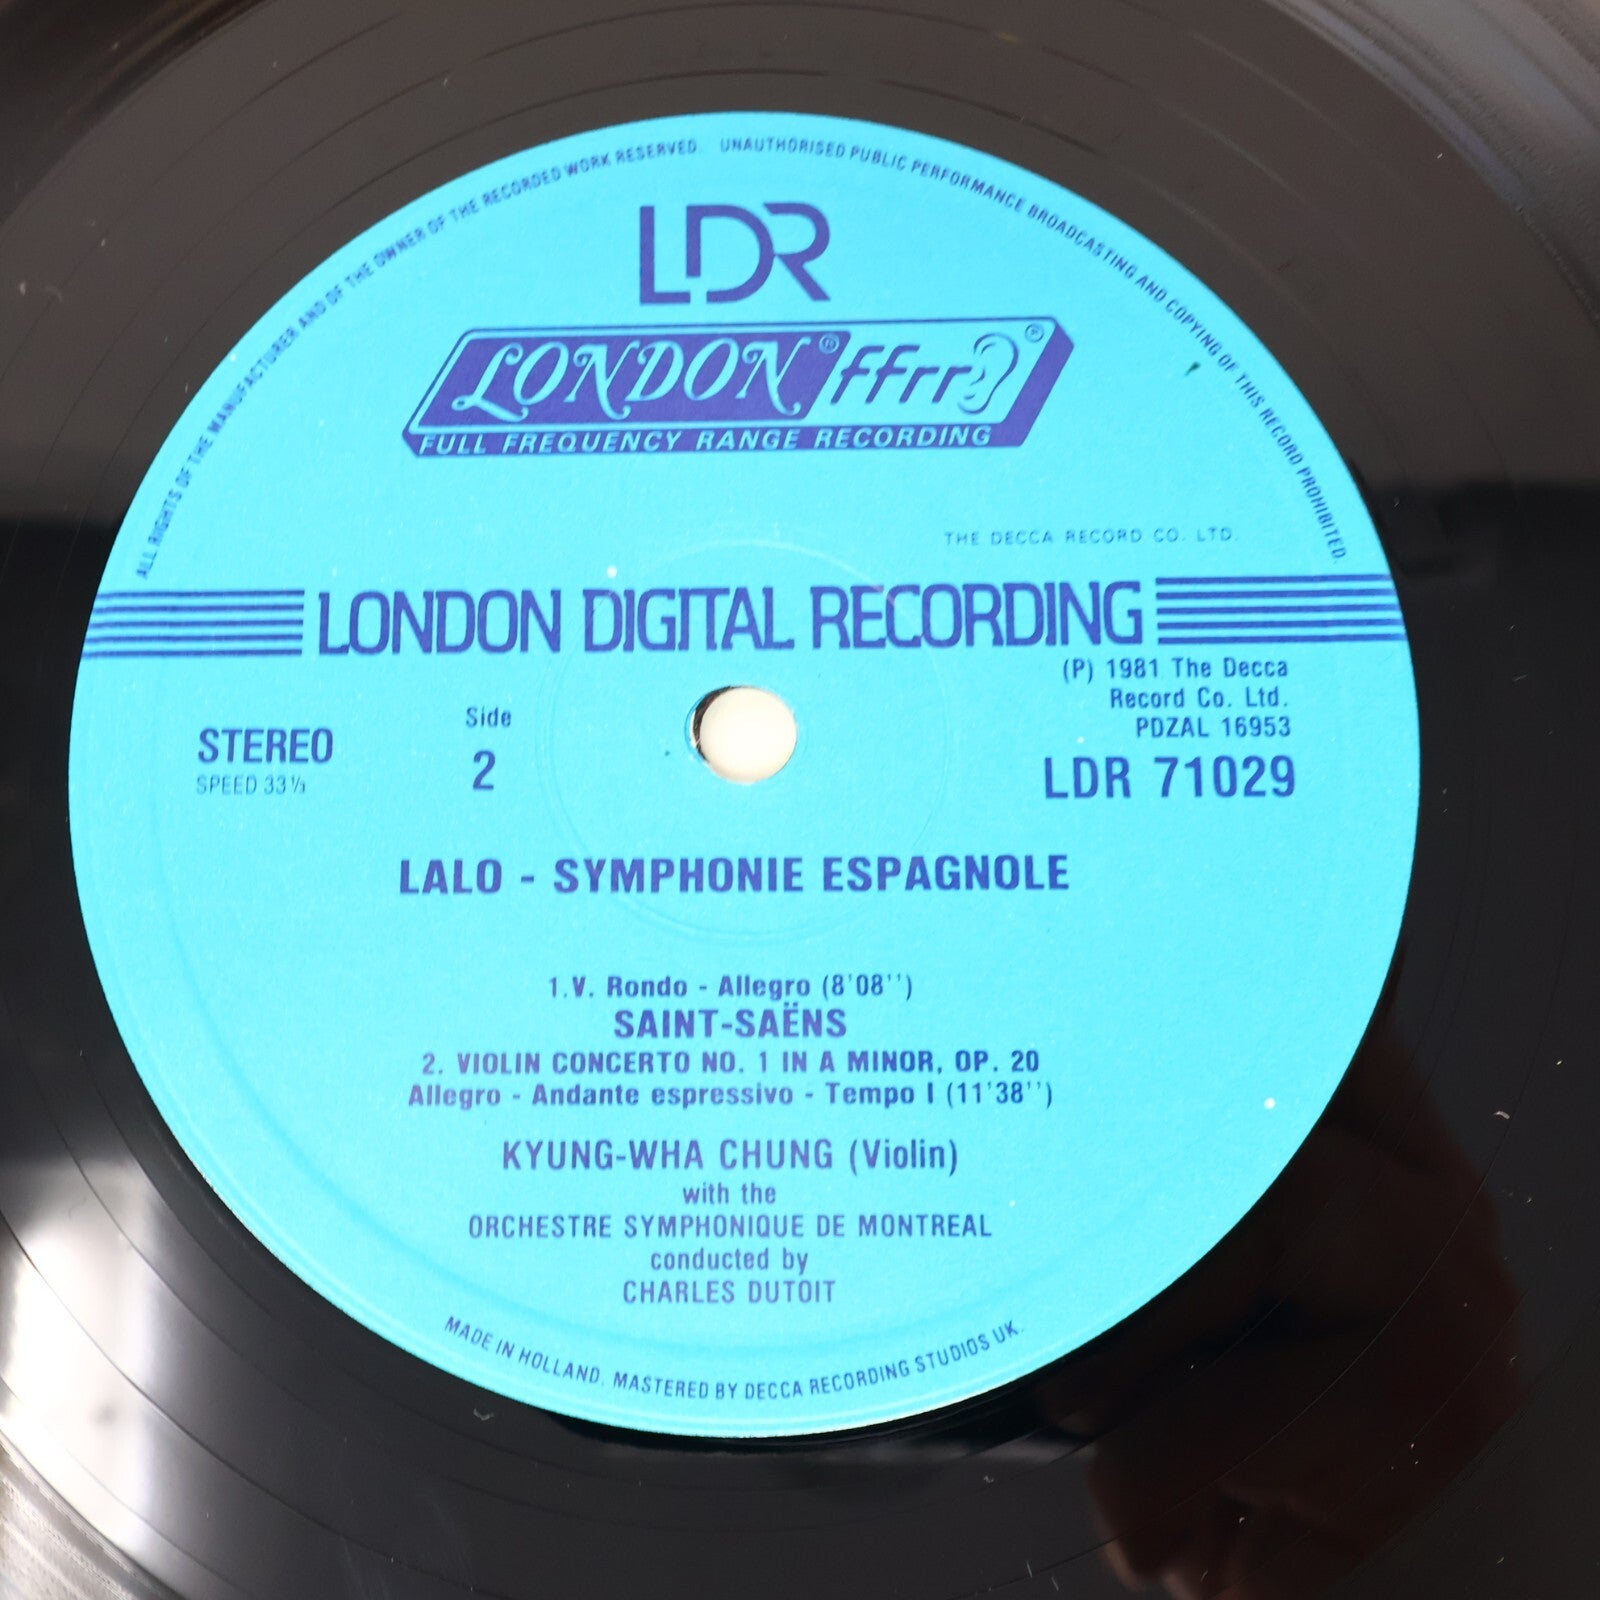 ALL RIGHTS OF THE MANUFACTURER AND OF THE OWNER OF THE RECORDED WORK RESERVED. UNAUTHORISED PUBLIC PERFORMANCE BROADCASTING AND COPYING OF THIS RECORD PROHIBITED.
LDR
LONDON® ffrr®
FULL FREQUENCY RANGE RECORDING
THE DECCA RECORD CO. LTD.
LONDON DIGITAL RECORDING
(P) 1981 The Decca
Record Co. Ltd.
PDZAL 16953
LDR 71029
STEREO
SPEED 33⅓
Side
2
LALO - SYMPHONIE ESPAGNOLE
1.V. Rondo - Allegro (8'08'')
SAINT-SAËNS
2. VIOLIN CONCERTO NO. 1 IN A MINOR, OP. 20
Allegro - Andante espressivo - Tempo I (11'38'')
KYUNG-WHA CHUNG (Violin)
with the
ORCHESTRE SYMPHONIQUE DE MONTREAL
conducted by
CHARLES DUTOIT
MADE IN HOLLAND. MASTERED BY DECCA RECORDING STUDIOS UK.